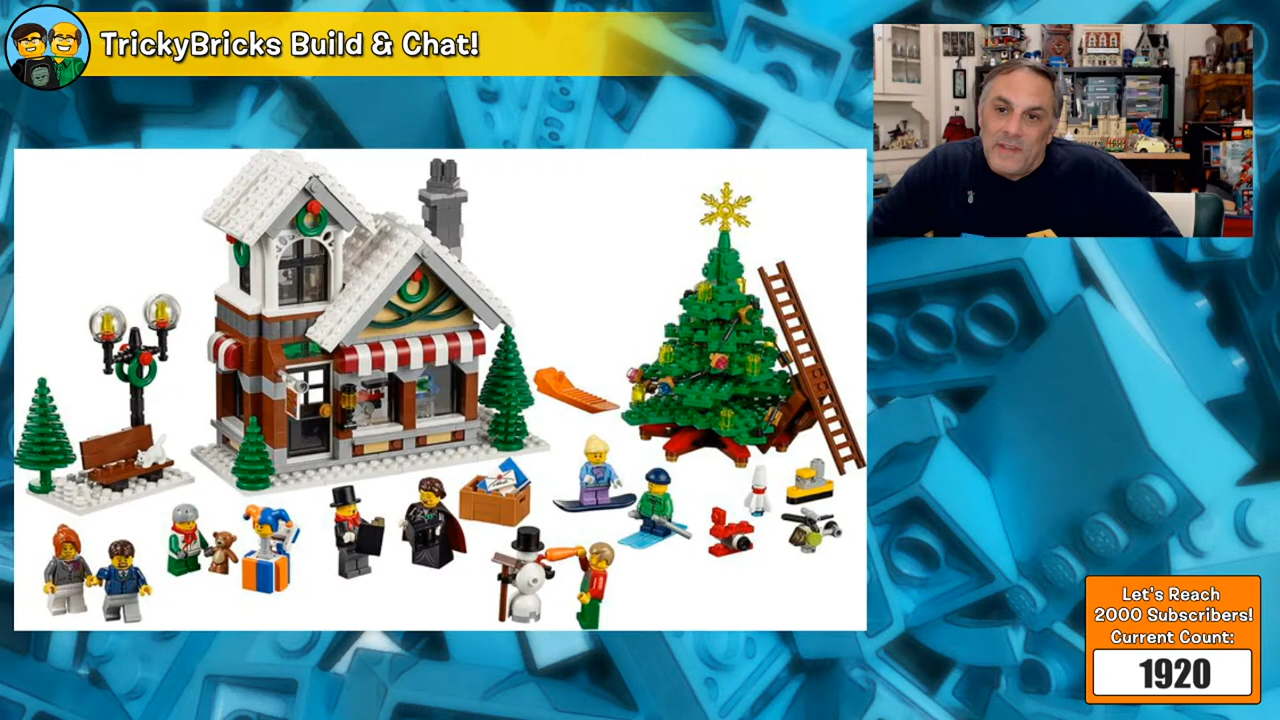 TrickyBricks Build & Chat!
Let's Reach
2000 Subscribers!
Current Count:
1920